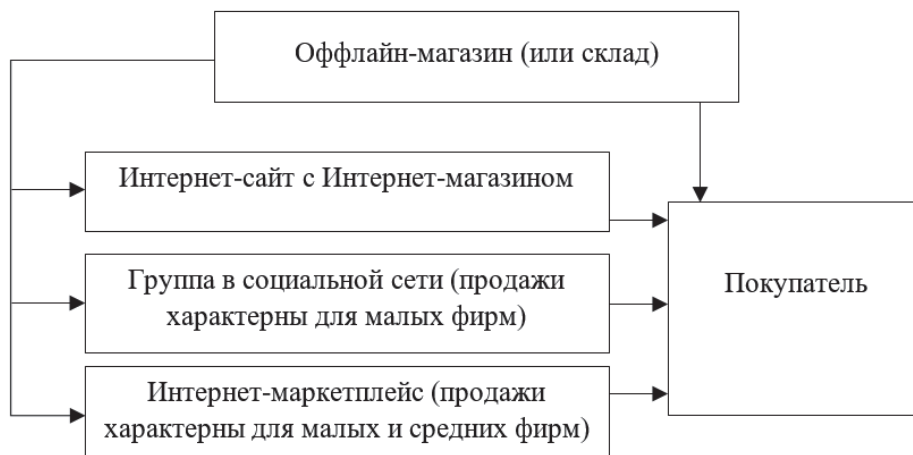 Оффлайн-магазин (или склад)
Интернет-сайт с Интернет-магазином
Группа в социальной сети (продажи
характерны для малых фирм)
Покупатель
Интернет-маркетплейс (продажи
характерны для малых и средних фирм)